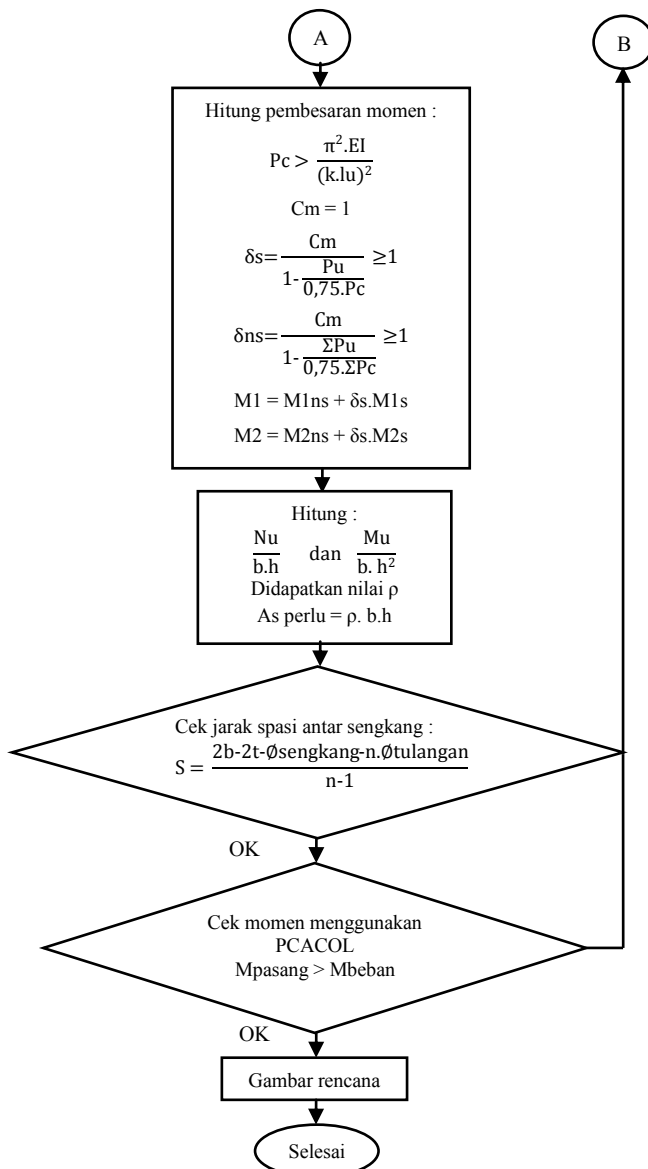 A
B
Hitung pembesaran momen :
Pc > π².EI / (k.lu)²
Cm = 1
δs= Cm / 1- Pu / 0,75.Pc ≥1
δns= Cm / 1- ΣPu / 0,75.ΣPc ≥1
M1 = M1ns + δs.M1s
M2 = M2ns + δs.M2s
Hitung :
Nu / b.h dan Mu / b. h²
Didapatkan nilai ρ
As perlu = ρ. b.h
Cek jarak spasi antar sengkang :
S = 2b-2t-Øsengkang-n.Øtulangan / n-1
OK
Cek momen menggunakan
PCACOL
Mpasang > Mbeban
OK
Gambar rencana
Selesai